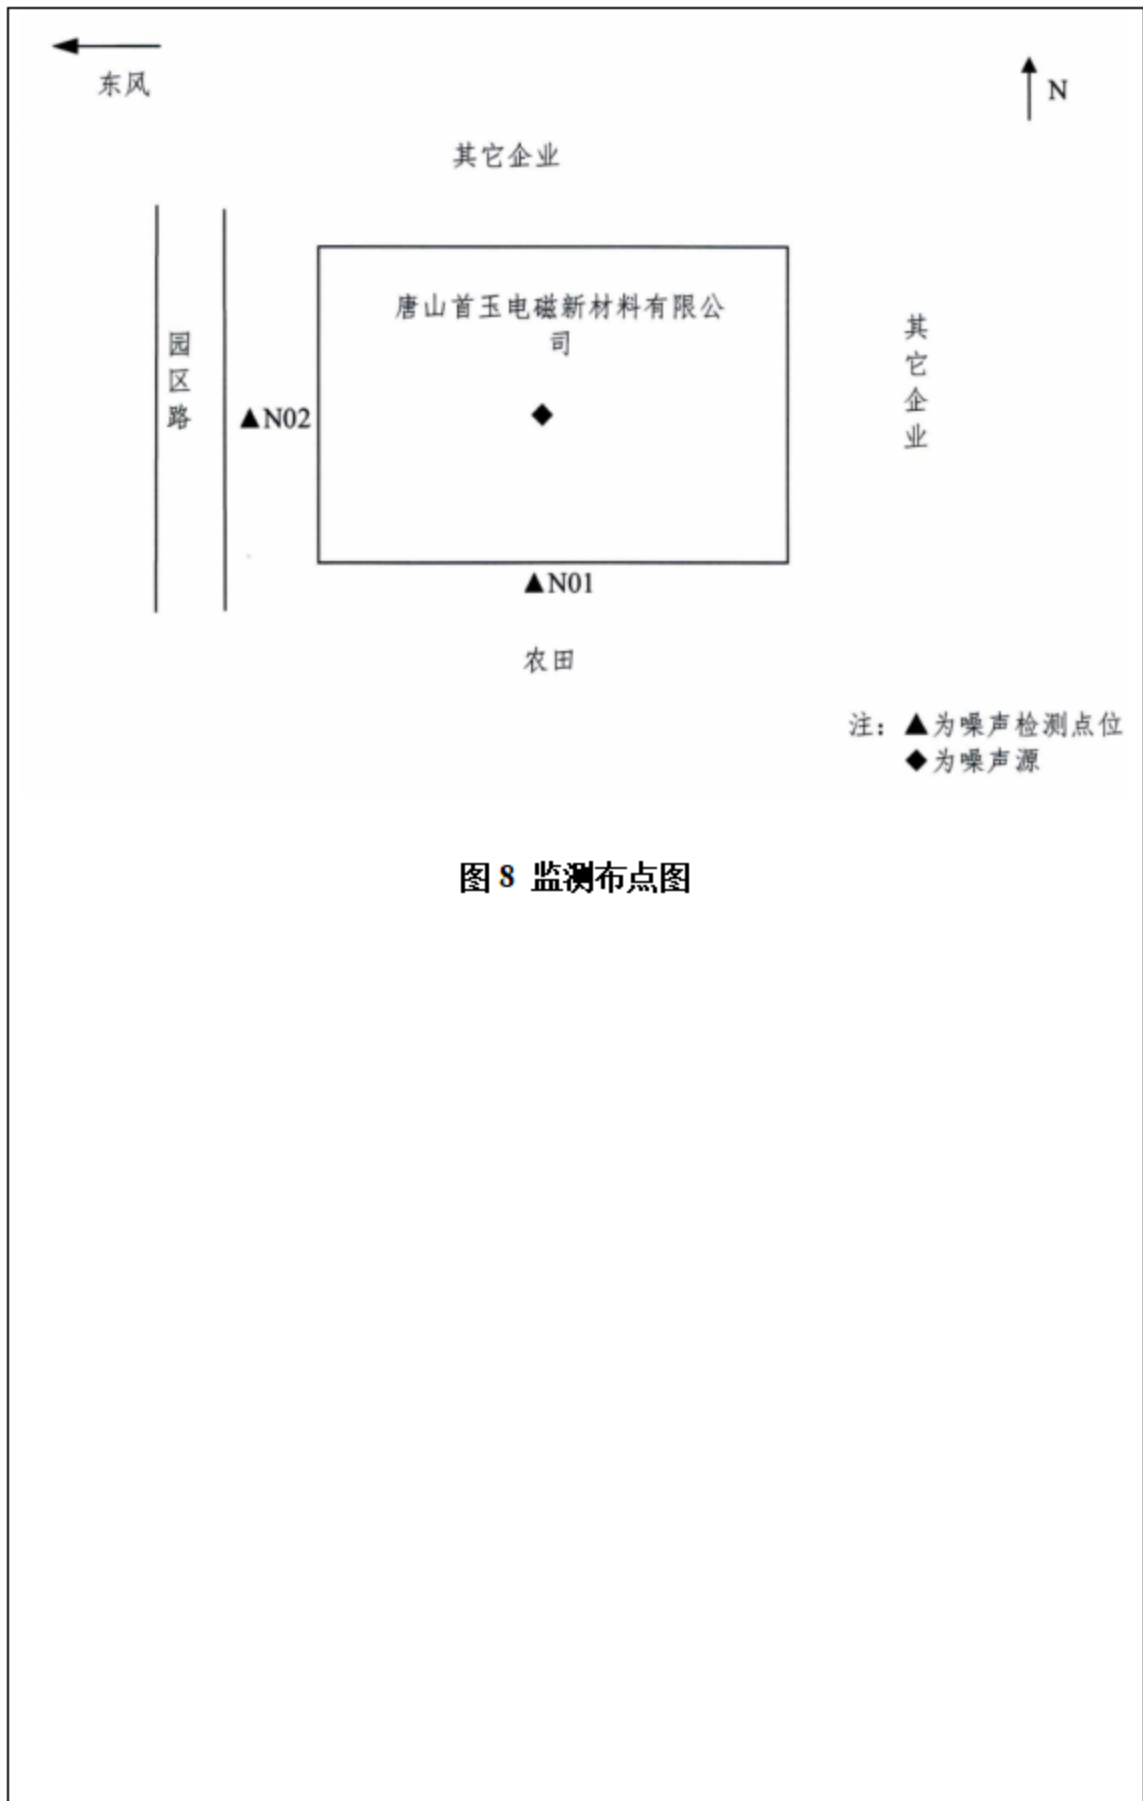 东风
N
其它企业
唐山首玉电磁新材料有限公
司
园区路
其它企业
▲N02
▲N01
农田
注：▲为噪声检测点位
◆为噪声源
图 8 监测布点图